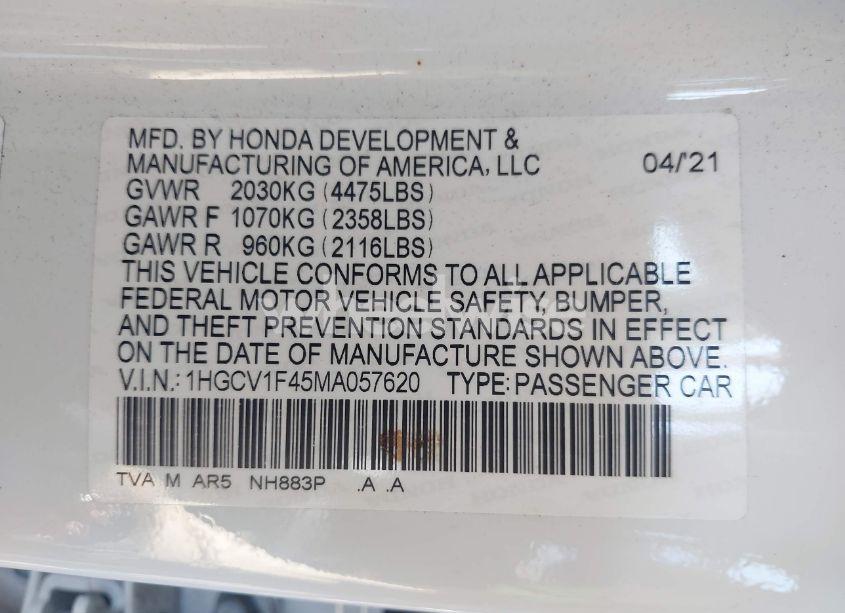 MFD. BY HONDA DEVELOPMENT &
MANUFACTURING OF AMERICA, LLC 04/'21
GVWR 2030KG (4475LBS)
GAWR F 1070KG (2358LBS)
GAWR R 960KG (2116LBS)
THIS VEHICLE CONFORMS TO ALL APPLICABLE
FEDERAL MOTOR VEHICLE SAFETY, BUMPER,
AND THEFT PREVENTION STANDARDS IN EFFECT
ON THE DATE OF MANUFACTURE SHOWN ABOVE.
V.I.N.: 1HGCV1F45MA057620 TYPE: PASSENGER CAR
TVA M AR5 NH883P .A .A